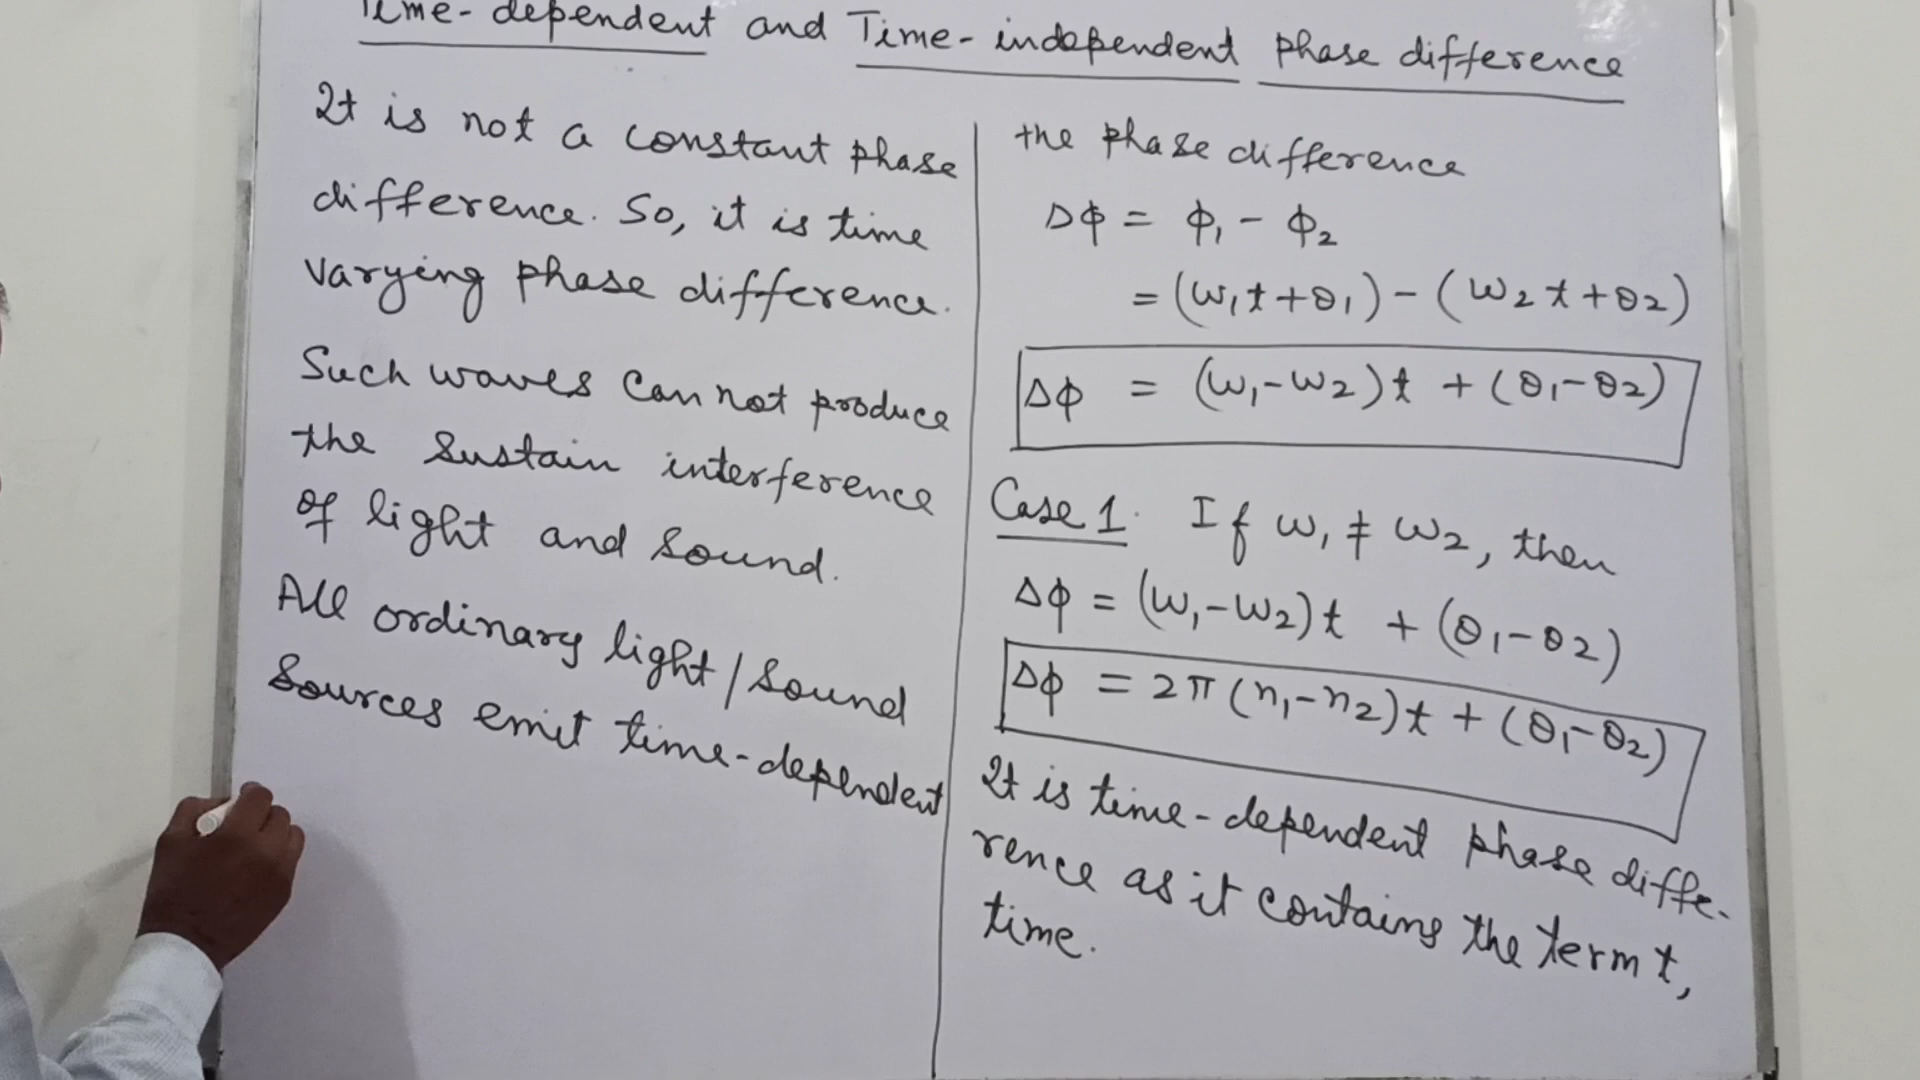 Time-dependent and Time-independent phase difference
It is not a constant phase
difference. So, it is time
varying phase difference.
Such waves can not produce
the sustain interference
of light and sound.
All ordinary light/sound
sources emit time-dependent
the phase difference
Δφ = φ₁ - φ₂
= (ω₁t+θ₁) - (ω₂t+θ₂)
Δφ = (ω₁-ω₂)t + (θ₁-θ₂)
Case 1. If ω₁ ≠ ω₂, then
Δφ = (ω₁-ω₂)t + (θ₁-θ₂)
Δφ = 2π(n₁-n₂)t + (θ₁-θ₂)
It is time-dependent phase diffe-
rence as it contains the term t,
time.